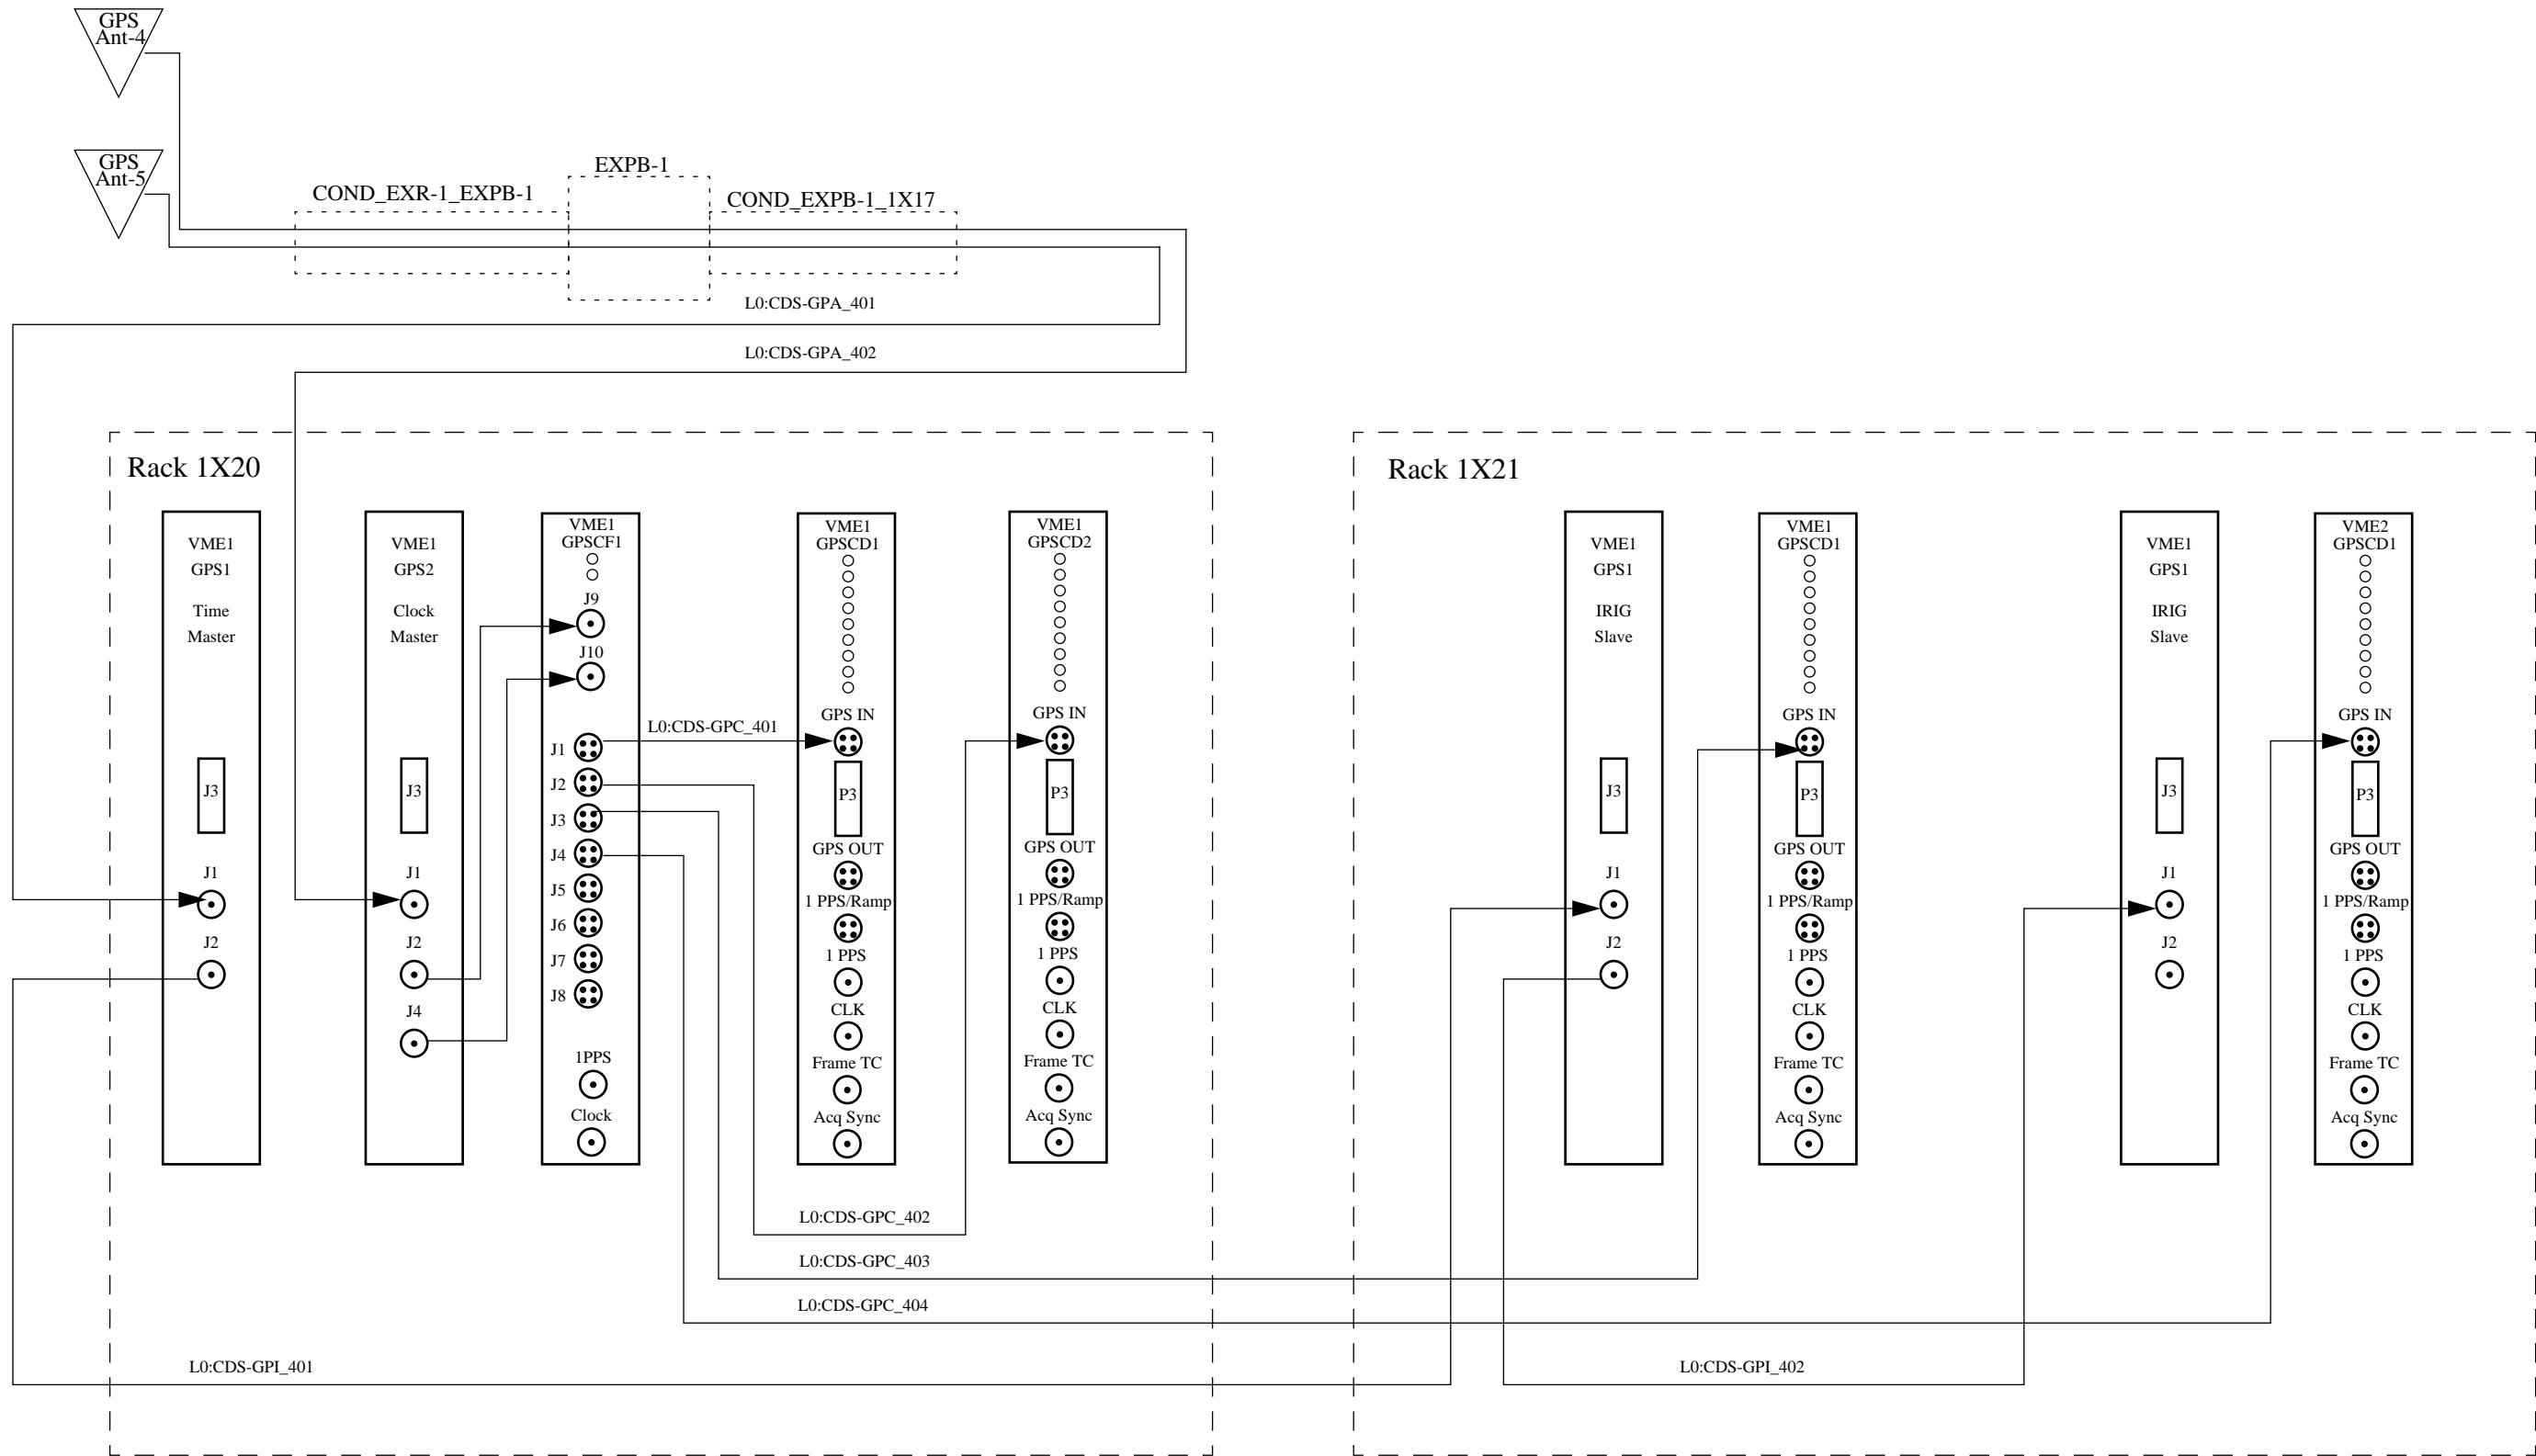 GPS
Ant-4
GPS
Ant-5
EXPB-1
COND_EXR-1_EXPB-1
COND_EXPB-1_1X17
L0:CDS-GPA_401
L0:CDS-GPA_402
Rack 1X20
VME1
GPS1
Time
Master
J3
J1
J2
VME1
GPS2
Clock
Master
J3
J1
J2
J4
VME1
GPSCF1
J9
J10
J1
J2
J3
J4
J5
J6
J7
J8
1PPS
Clock
L0:CDS-GPC_401
VME1
GPSCD1
GPS IN
P3
GPS OUT
1 PPS/Ramp
1 PPS
CLK
Frame TC
Acq Sync
VME1
GPSCD2
GPS IN
P3
GPS OUT
1 PPS/Ramp
1 PPS
CLK
Frame TC
Acq Sync
L0:CDS-GPC_402
L0:CDS-GPC_403
L0:CDS-GPC_404
L0:CDS-GPI_401
Rack 1X21
VME1
GPS1
IRIG
Slave
J3
J1
J2
VME1
GPSCD1
GPS IN
P3
GPS OUT
1 PPS/Ramp
1 PPS
CLK
Frame TC
Acq Sync
VME1
GPS1
IRIG
Slave
J3
J1
J2
VME2
GPSCD1
GPS IN
P3
GPS OUT
1 PPS/Ramp
1 PPS
CLK
Frame TC
Acq Sync
L0:CDS-GPI_402